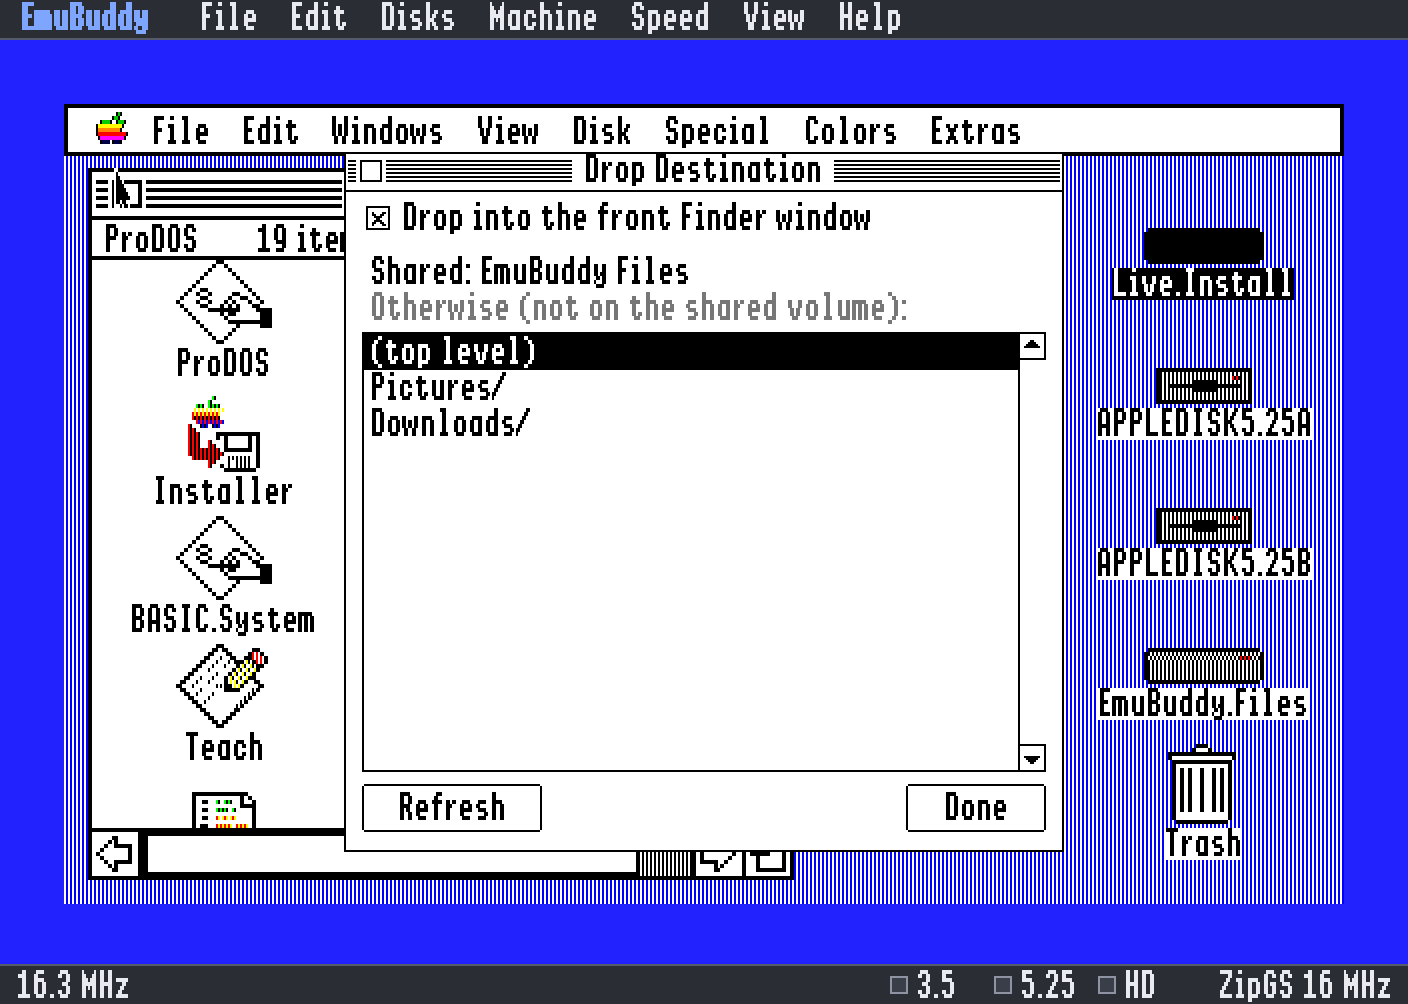 EmuBuddy File Edit Disks Machine Speed View Help
File Edit Windows View Disk Special Colors Extras
Drop Destination
Drop into the front Finder window
Shared: EmuBuddy Files
Otherwise (not on the shared volume):
(top level)
Pictures/
Downloads/
Refresh Done
ProDOS 19 iter
ProDOS
Installer
BASIC.System
Teach
Live.Install
APPLEDISK5.25A
APPLEDISK5.25B
EmuBuddy.Files
Trash
16.3 MHz 3.5 5.25 HD ZipGS 16 MHz